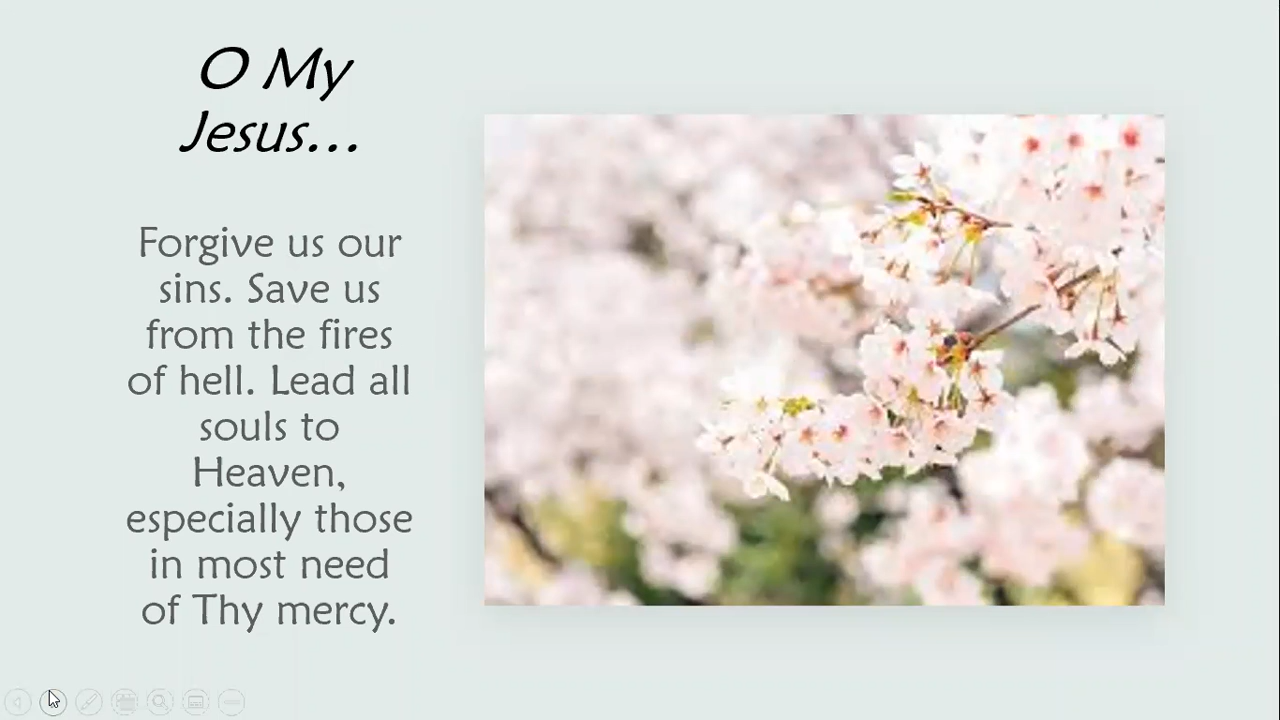 O My
Jesus...
Forgive us our
sins. Save us
from the fires
of hell. Lead all
souls to
Heaven,
especially those
in most need
of Thy mercy.